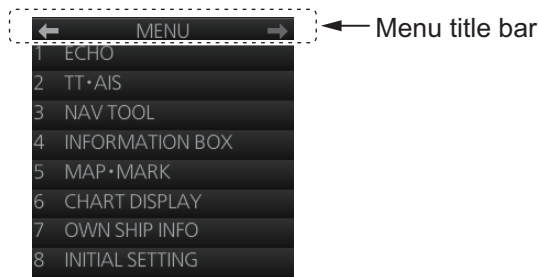 MENU
Menu title bar
1 ECHO
2 TT•AIS
3 NAV TOOL
4 INFORMATION BOX
5 MAP•MARK
6 CHART DISPLAY
7 OWN SHIP INFO
8 INITIAL SETTING